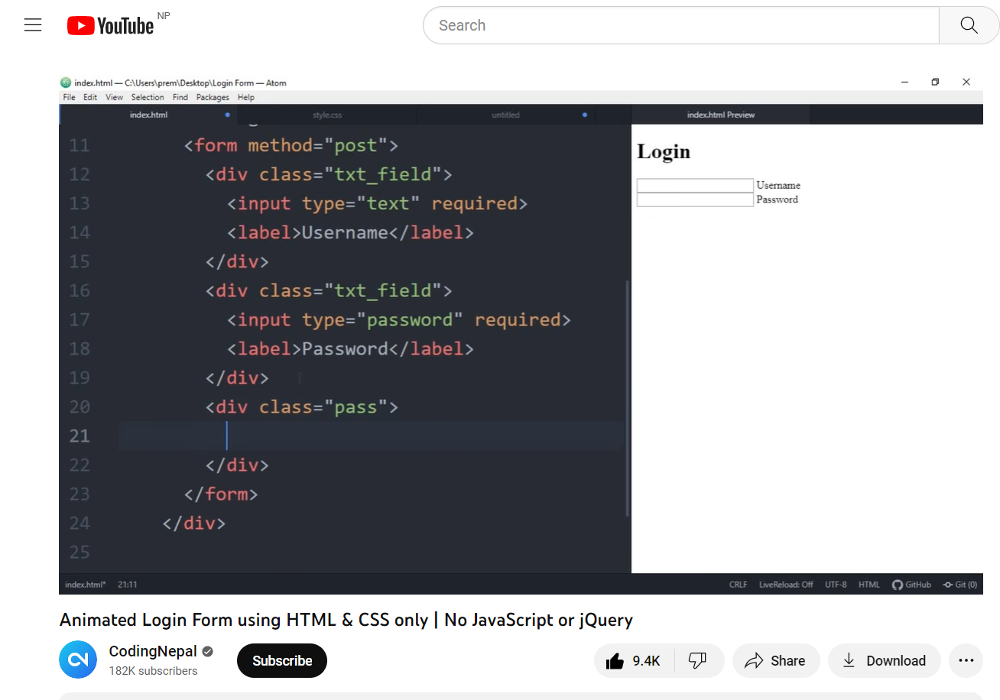 YouTube NP
Search
index.html — C:\Users\prem\Desktop\Login Form — Atom
File Edit View Selection Find Packages Help
index.html style.css untitled index.html Preview
11 <form method="post">
12 <div class="txt_field">
13 <input type="text" required>
14 <label>Username</label>
15 </div>
16 <div class="txt_field">
17 <input type="password" required>
18 <label>Password</label>
19 </div>
20 <div class="pass">
21
22 </div>
23 </form>
24 </div>
25
Login
Username
Password
index.html* 21:11 CRLF LiveReload: Off UTF-8 HTML GitHub Git (0)
Animated Login Form using HTML & CSS only | No JavaScript or jQuery
CN
CodingNepal
182K subscribers
Subscribe
9.4K
Share
Download